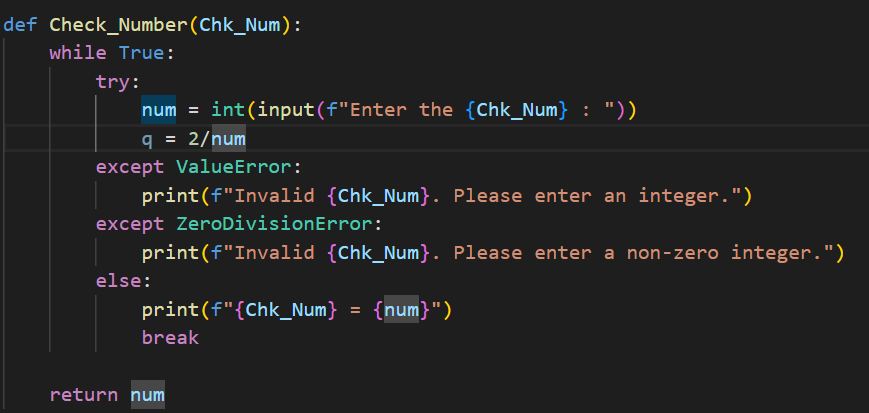 def Check_Number(Chk_Num):
    while True:
        try:
            num = int(input(f"Enter the {Chk_Num} : "))
            q = 2/num
        except ValueError:
            print(f"Invalid {Chk_Num}. Please enter an integer.")
        except ZeroDivisionError:
            print(f"Invalid {Chk_Num}. Please enter a non-zero integer.")
        else:
            print(f"{Chk_Num} = {num}")
            break
    return num